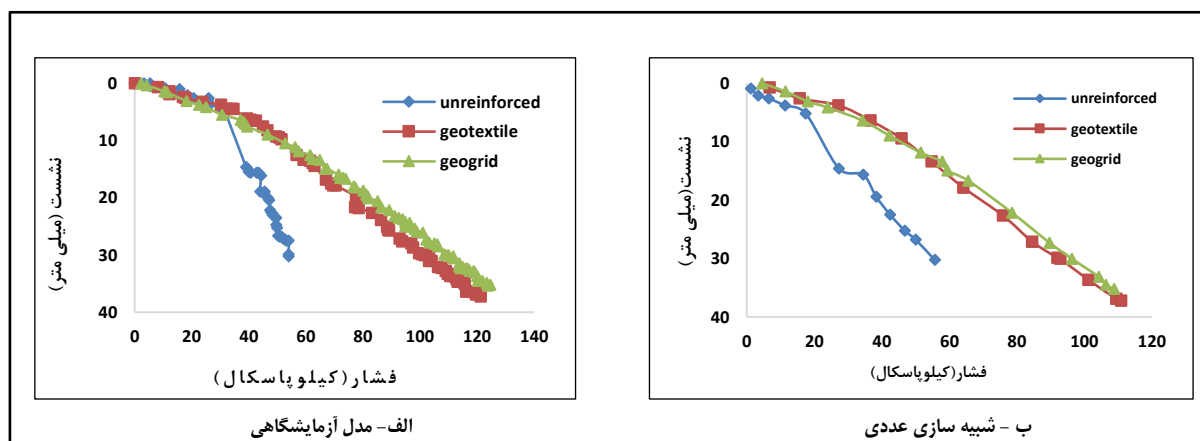 0
10
20
30
40
0 20 40 60 80 100 120 140
نشست (میلی متر)
فشار(کیلوپاسکال)
unreinforced
geotextile
geogrid
الف- مدل آزمایشگاهی
0
10
20
30
40
0 20 40 60 80 100 120
نشست(میلی متر)
فشار(کیلوپاسکال)
unreinforced
geotextile
geogrid
ب - شبیه سازی عددی